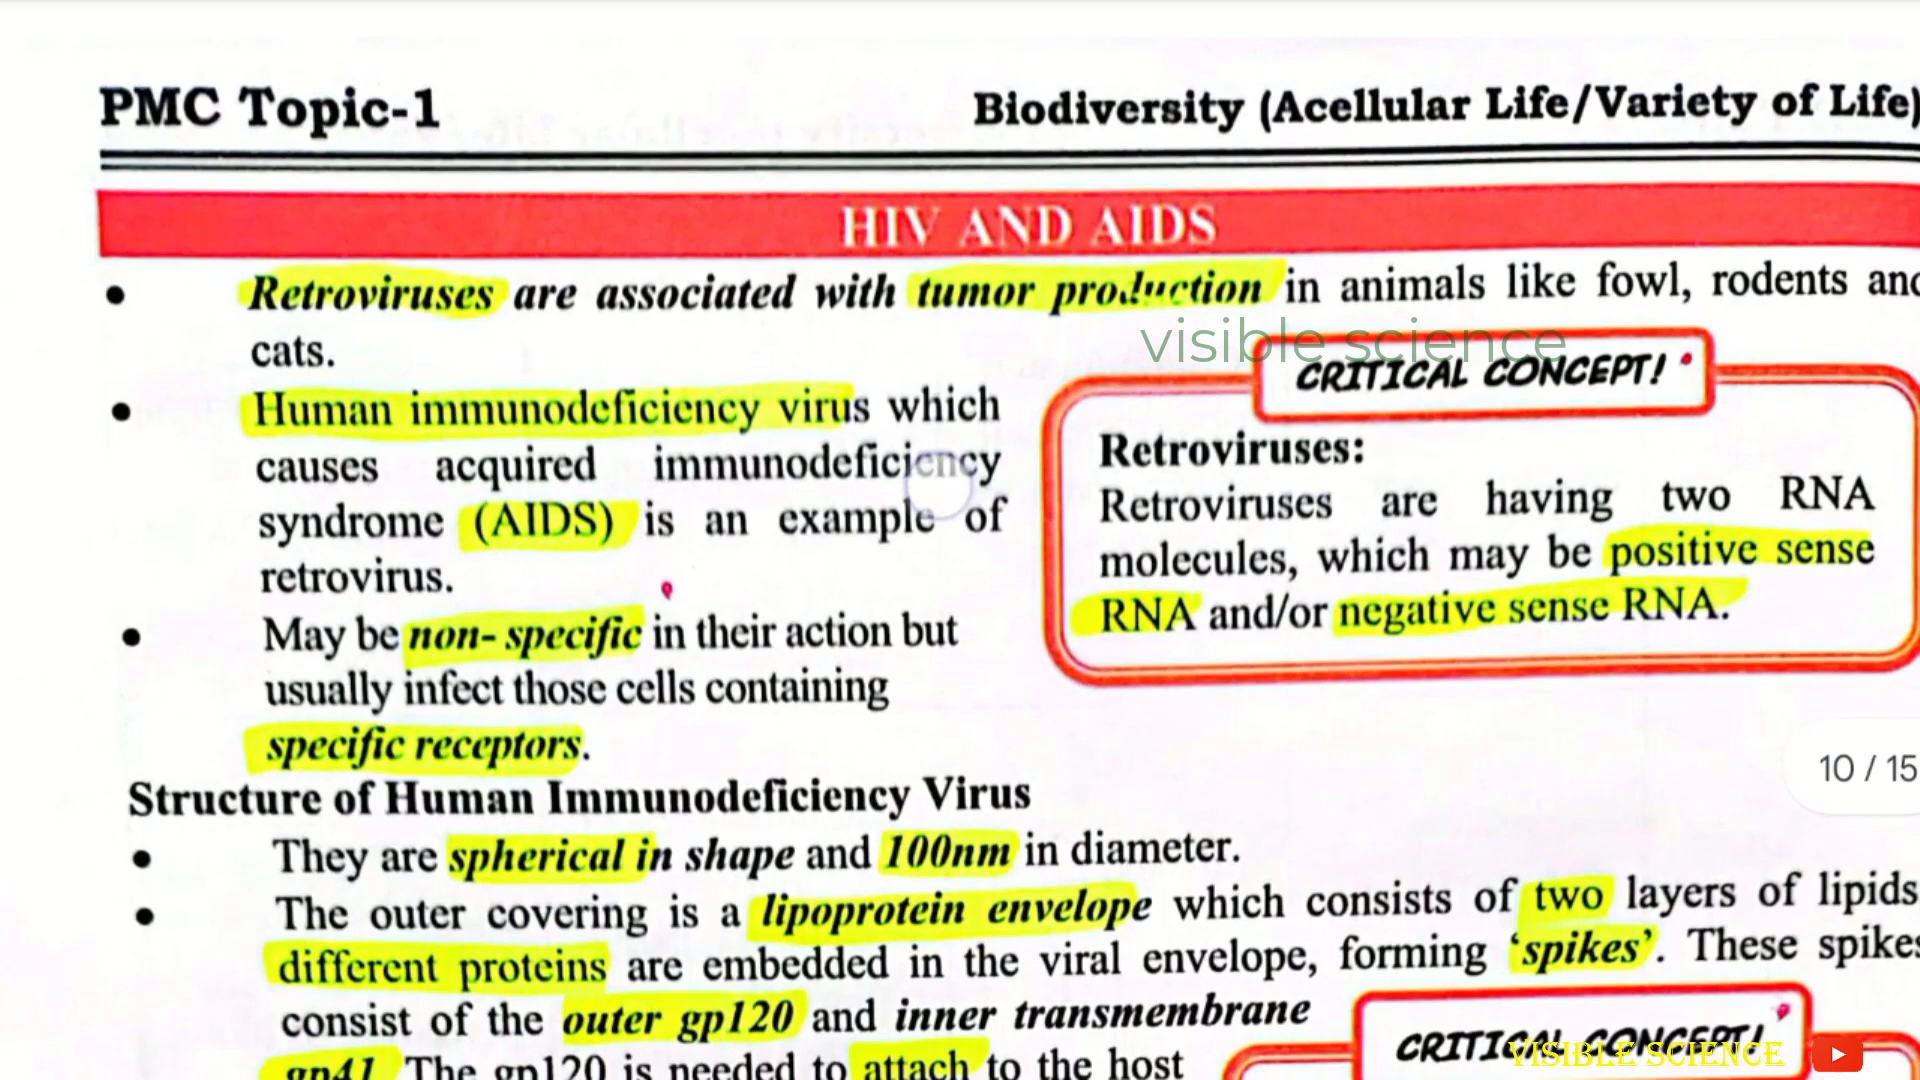 PMC Topic-1
Biodiversity (Acellular Life/Variety of Life)
HIV AND AIDS
• Retroviruses are associated with tumor production in animals like fowl, rodents and
cats.
visible science
• Human immunodeficiency virus which
causes acquired immunodeficiency
syndrome (AIDS) is an example of
retrovirus.
• May be non- specific in their action but
usually infect those cells containing
specific receptors.
CRITICAL CONCEPT!
Retroviruses:
Retroviruses are having two RNA
molecules, which may be positive sense
RNA and/or negative sense RNA.
10 / 15
Structure of Human Immunodeficiency Virus
• They are spherical in shape and 100nm in diameter.
• The outer covering is a lipoprotein envelope which consists of two layers of lipids
different proteins are embedded in the viral envelope, forming ‘spikes’. These spikes
consist of the outer gp120 and inner transmembrane
gp41. The gp120 is needed to attach to the host
CRITICAL CONCEPT!
VISIBLE SCIENCE